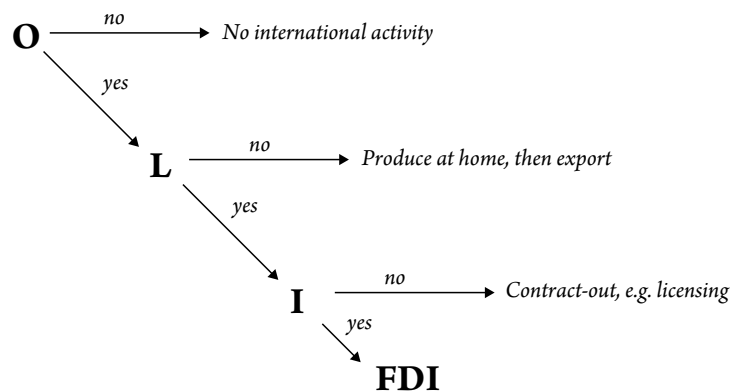 no
O
No international activity
yes
no
L
Produce at home, then export
yes
no
I
Contract-out, e.g. licensing
yes
FDI